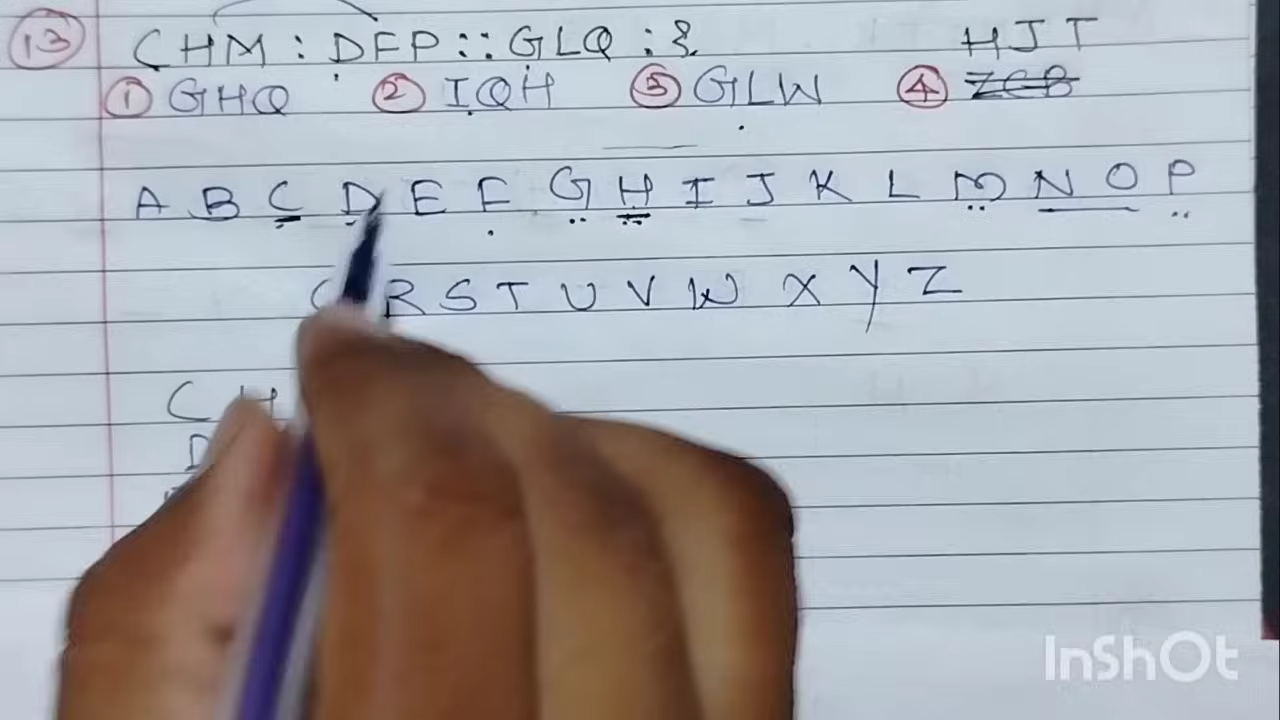 13 CHM : DFP :: GLQ : ?
HJT
① GHQ ② IQH ③ GLW ④ ZCB
A B C D E F G H I J K L M N O P
Q R S T U V W X Y Z
C H
D
InShOt